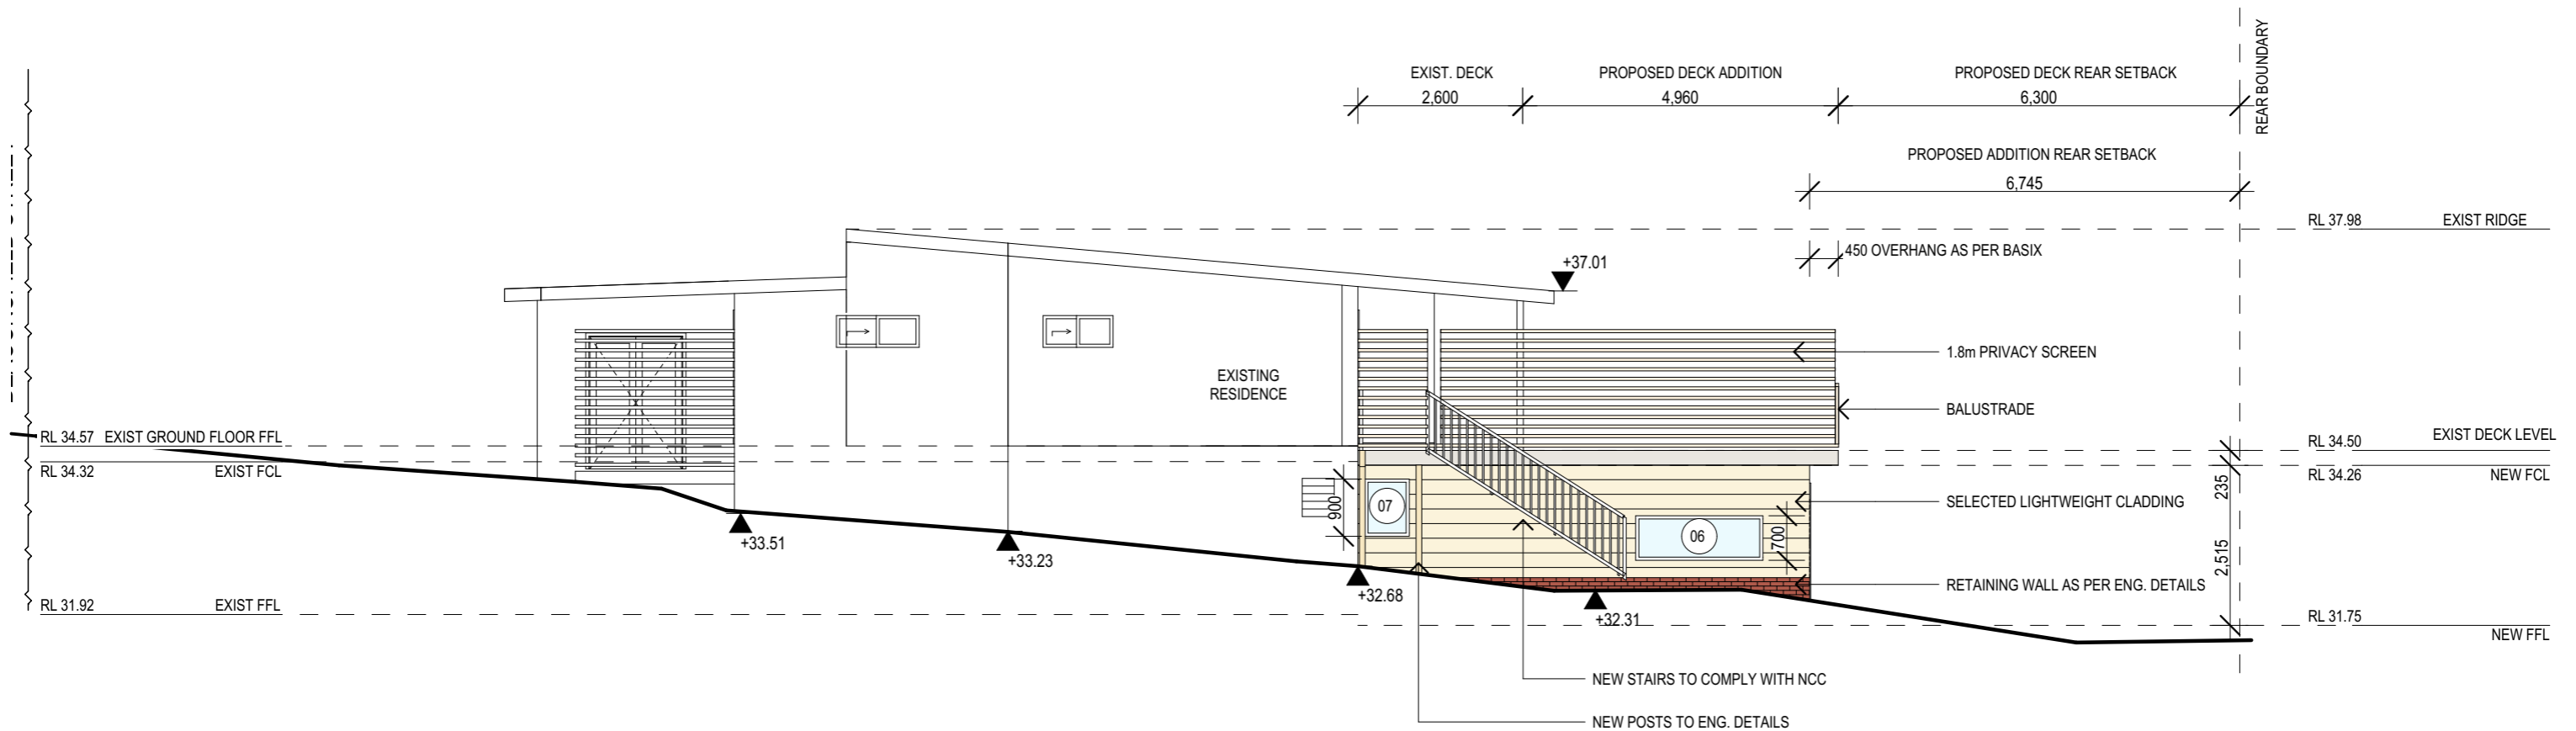 EXIST. DECK
2,600
PROPOSED DECK ADDITION
4,960
PROPOSED DECK REAR SETBACK
6,300
REAR BOUNDARY
PROPOSED ADDITION REAR SETBACK
6,745
RL 37.98 EXIST RIDGE
450 OVERHANG AS PER BASIX
+37.01
1.8m PRIVACY SCREEN
EXISTING
RESIDENCE
BALUSTRADE
RL 34.57 EXIST GROUND FLOOR FFL
RL 34.50 EXIST DECK LEVEL
RL 34.32 EXIST FCL
RL 34.26 NEW FCL
235
900
07
SELECTED LIGHTWEIGHT CLADDING
06
700
+33.51
+33.23
2,515
+32.68
RETAINING WALL AS PER ENG. DETAILS
RL 31.92 EXIST FFL
+32.31
RL 31.75
NEW FFL
NEW STAIRS TO COMPLY WITH NCC
NEW POSTS TO ENG. DETAILS